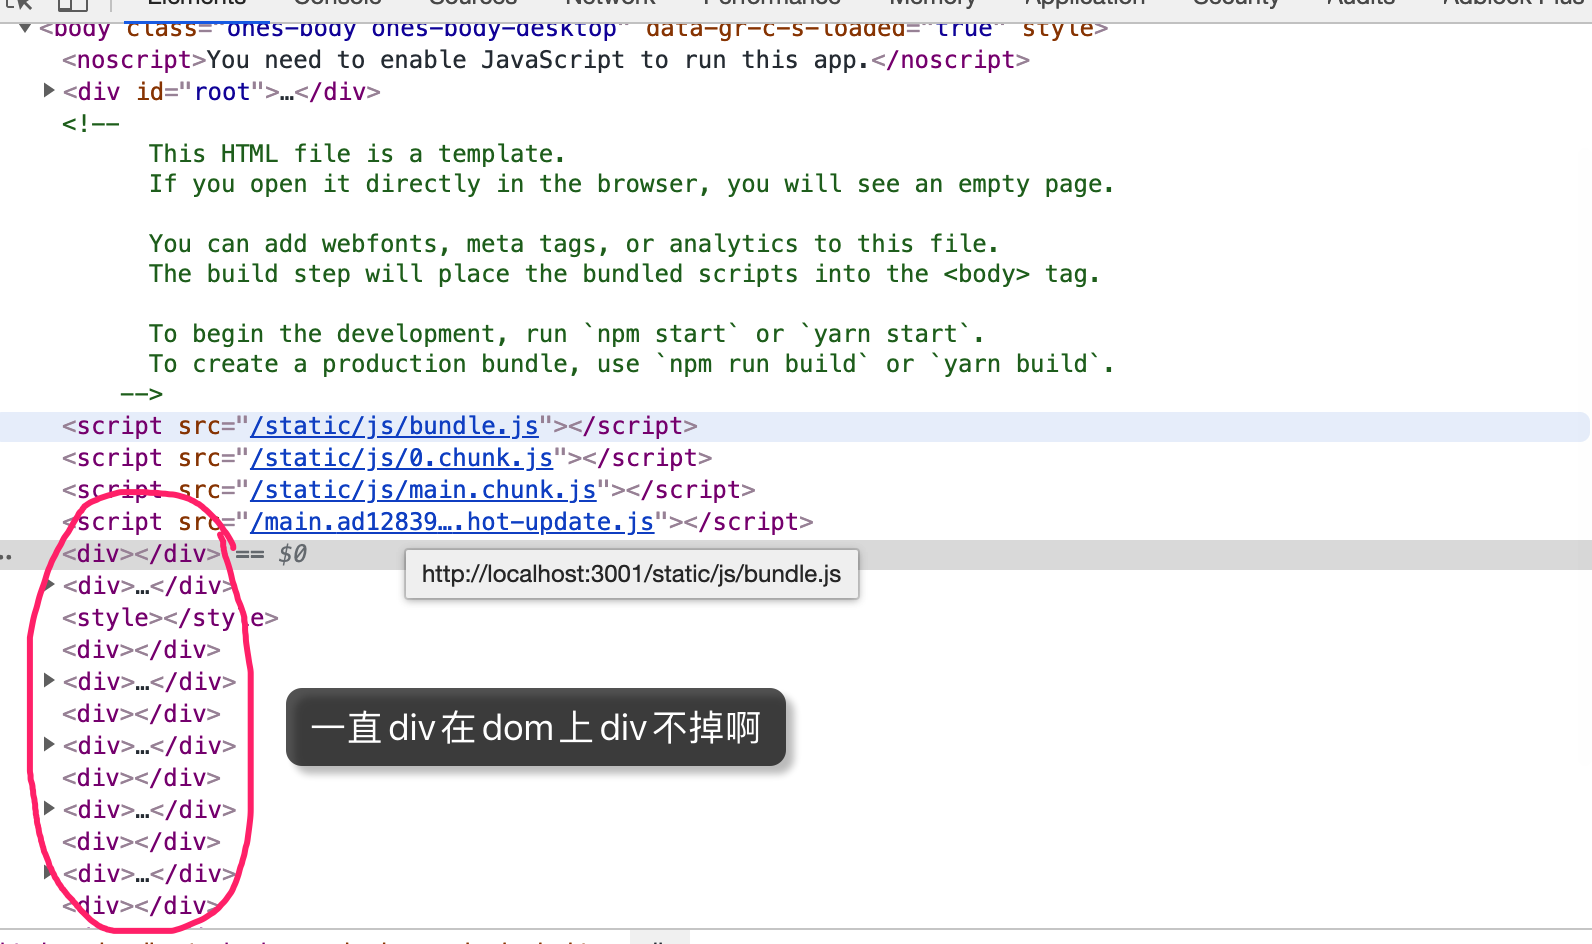 Elements Console Sources Network Performance Memory Application Security Audits Adblock Plus
<body class="ones-body ones-body-desktop" data-gr-c-s-loaded="true" style>
<noscript>You need to enable JavaScript to run this app.</noscript>
<div id="root">…</div>
<!--
This HTML file is a template.
If you open it directly in the browser, you will see an empty page.
You can add webfonts, meta tags, or analytics to this file.
The build step will place the bundled scripts into the <body> tag.
To begin the development, run `npm start` or `yarn start`.
To create a production bundle, use `npm run build` or `yarn build`.
-->
<script src="/static/js/bundle.js"></script>
<script src="/static/js/0.chunk.js"></script>
<script src="/static/js/main.chunk.js"></script>
<script src="/main.ad12839….hot-update.js"></script>
<div></div> == $0
http://localhost:3001/static/js/bundle.js
<div>…</div>
<style></style>
<div></div>
<div>…</div>
<div></div>
一直div在dom上div不掉啊
<div>…</div>
<div></div>
<div>…</div>
<div></div>
<div>…</div>
<div></div>